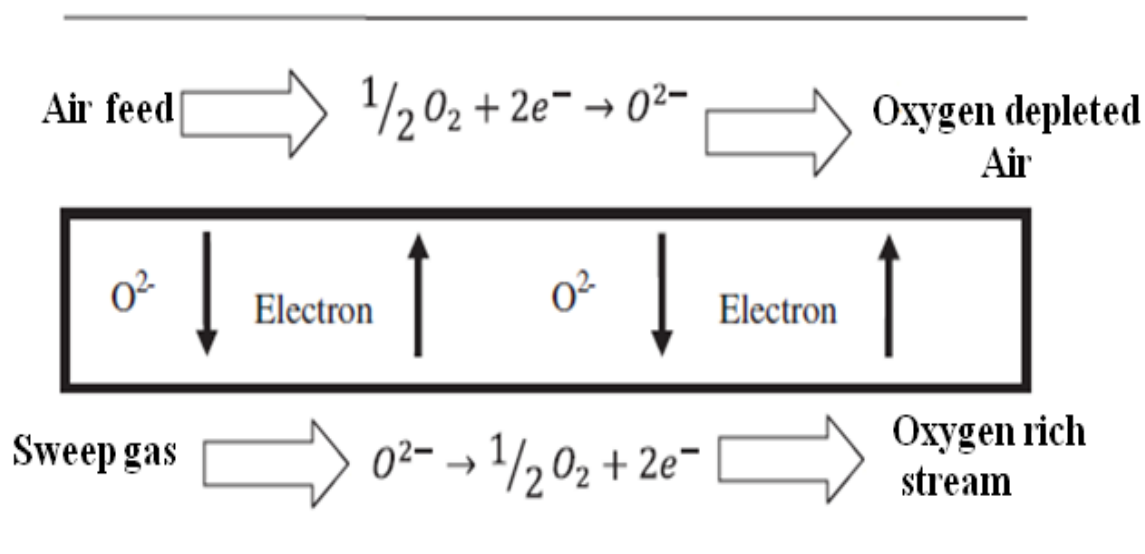 Air feed ½ O₂ + 2e⁻ → O²⁻ Oxygen depleted
Air
O²⁻ Electron O²⁻ Electron
Sweep gas O²⁻ → ½ O₂ + 2e⁻ Oxygen rich
stream